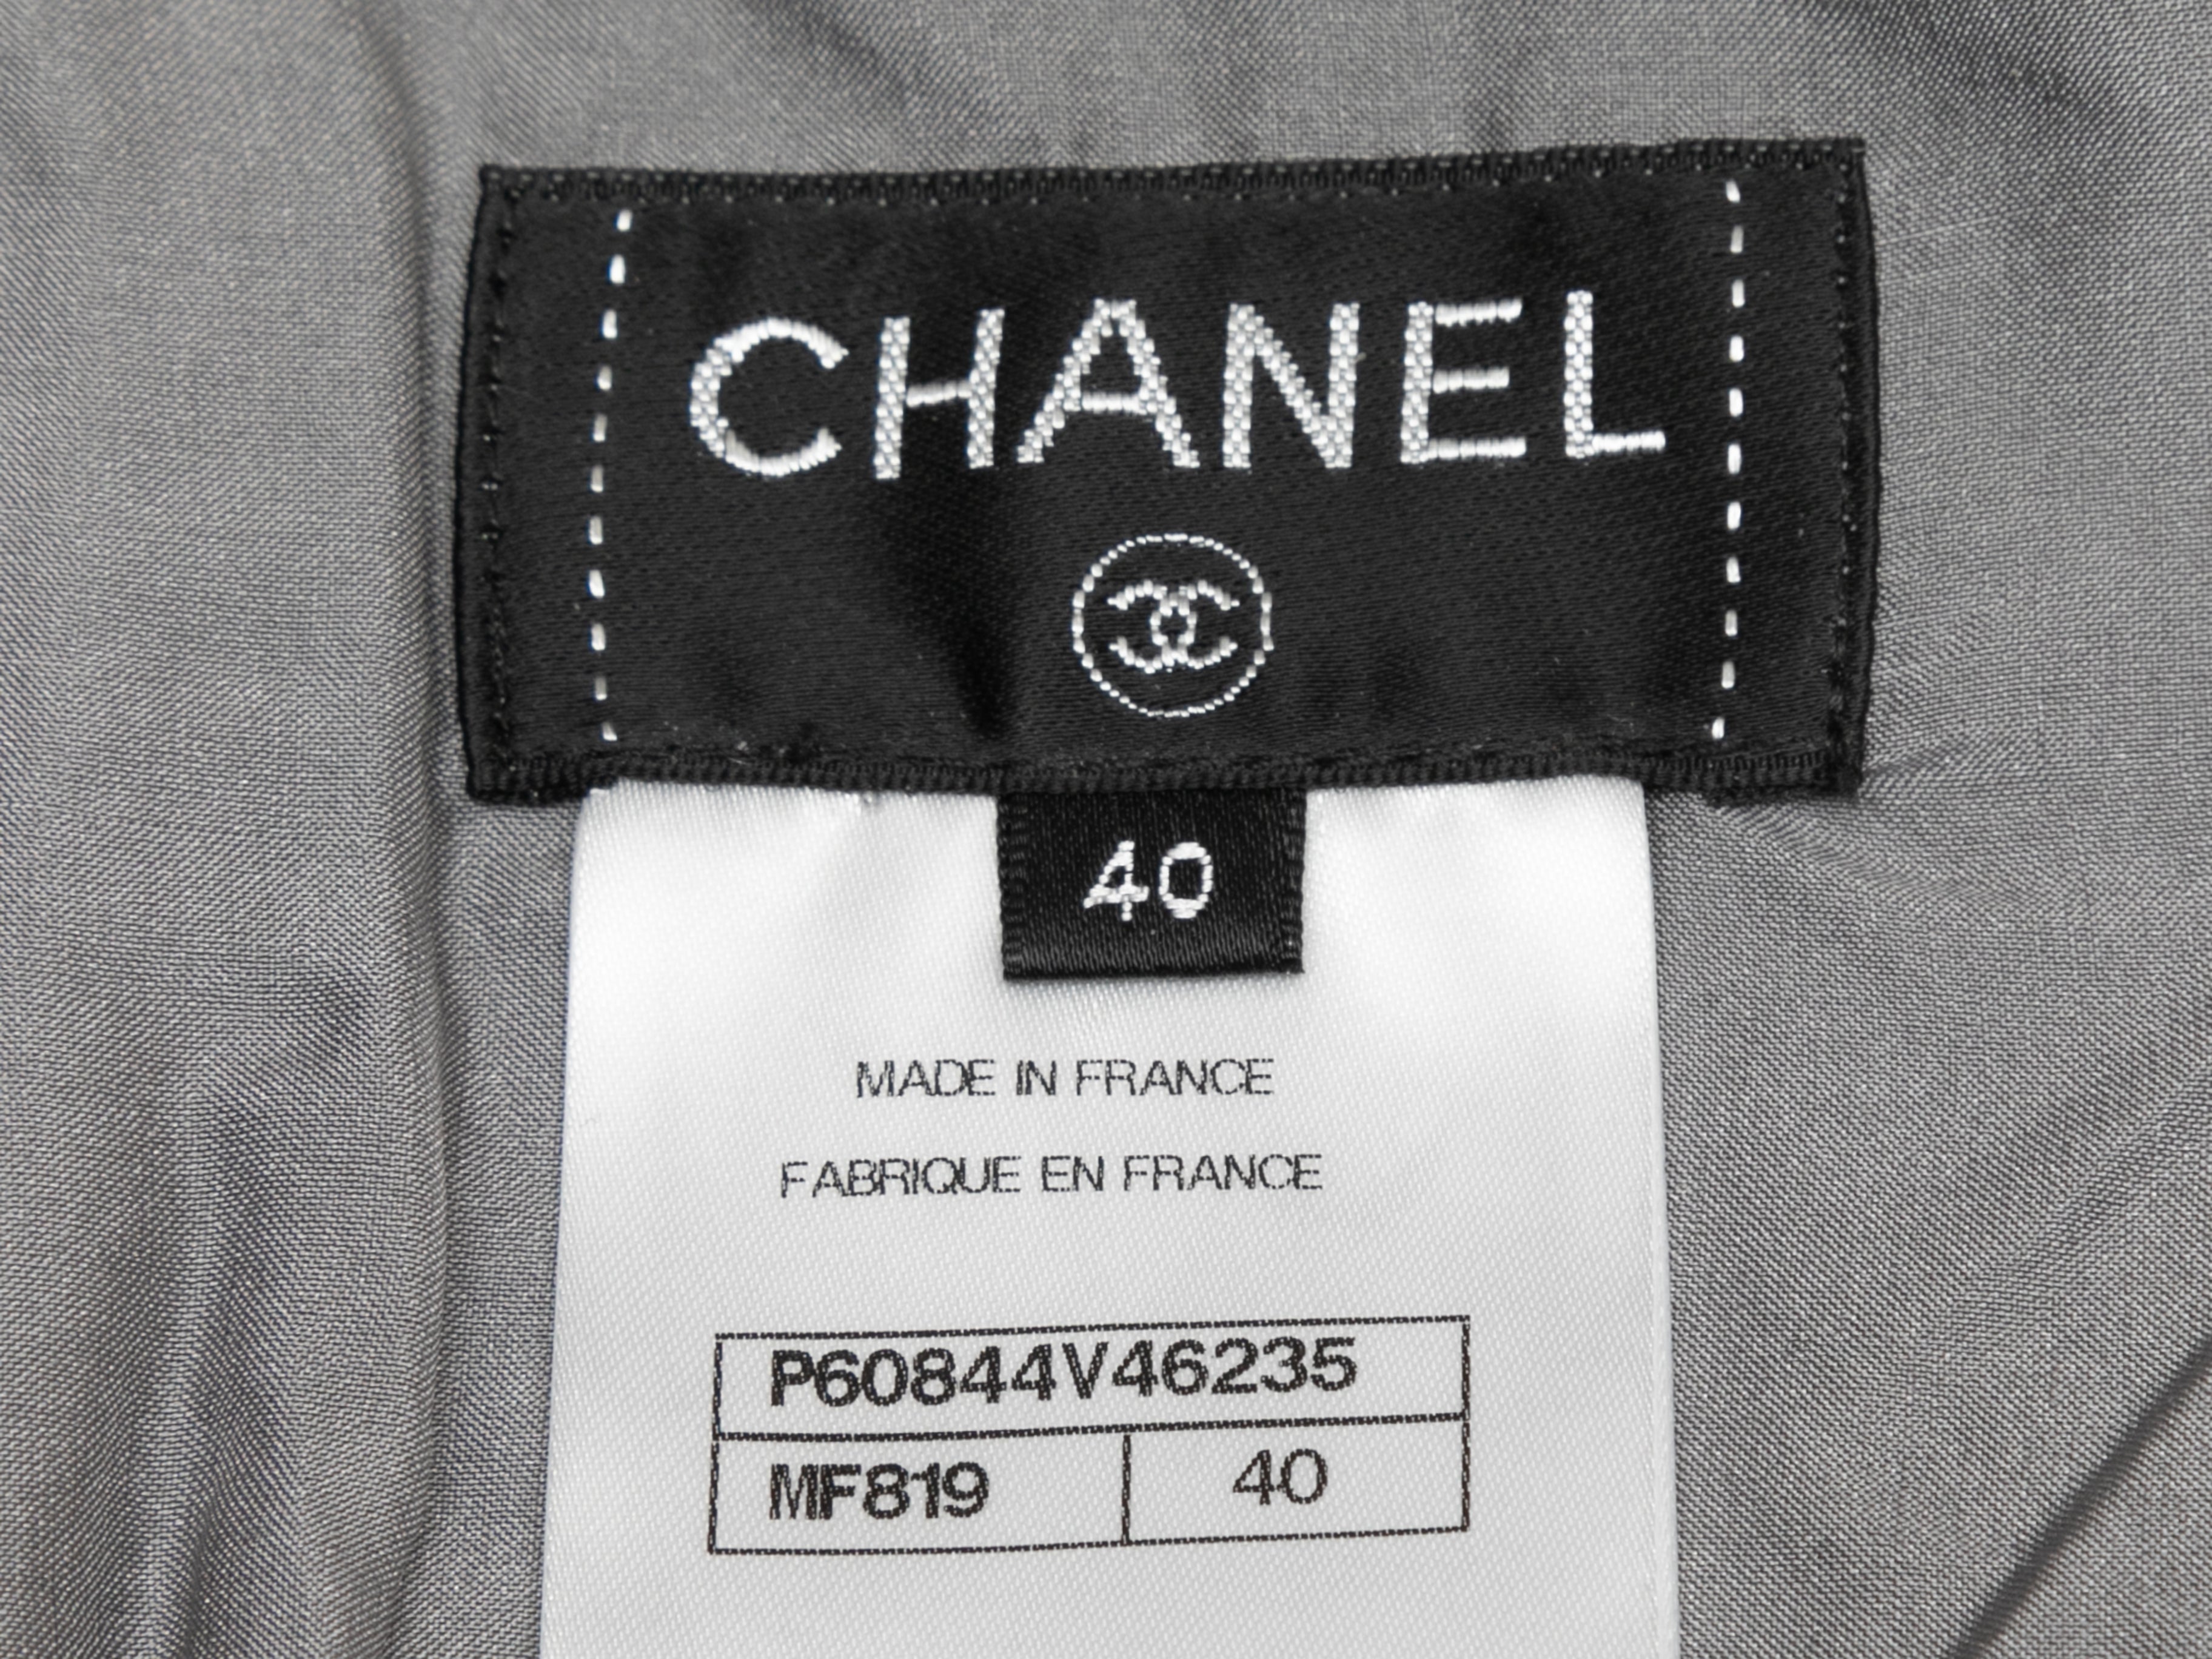 CHANEL
40
MADE IN FRANCE
FABRIQUE EN FRANCE
P60844V46235
MF819 40